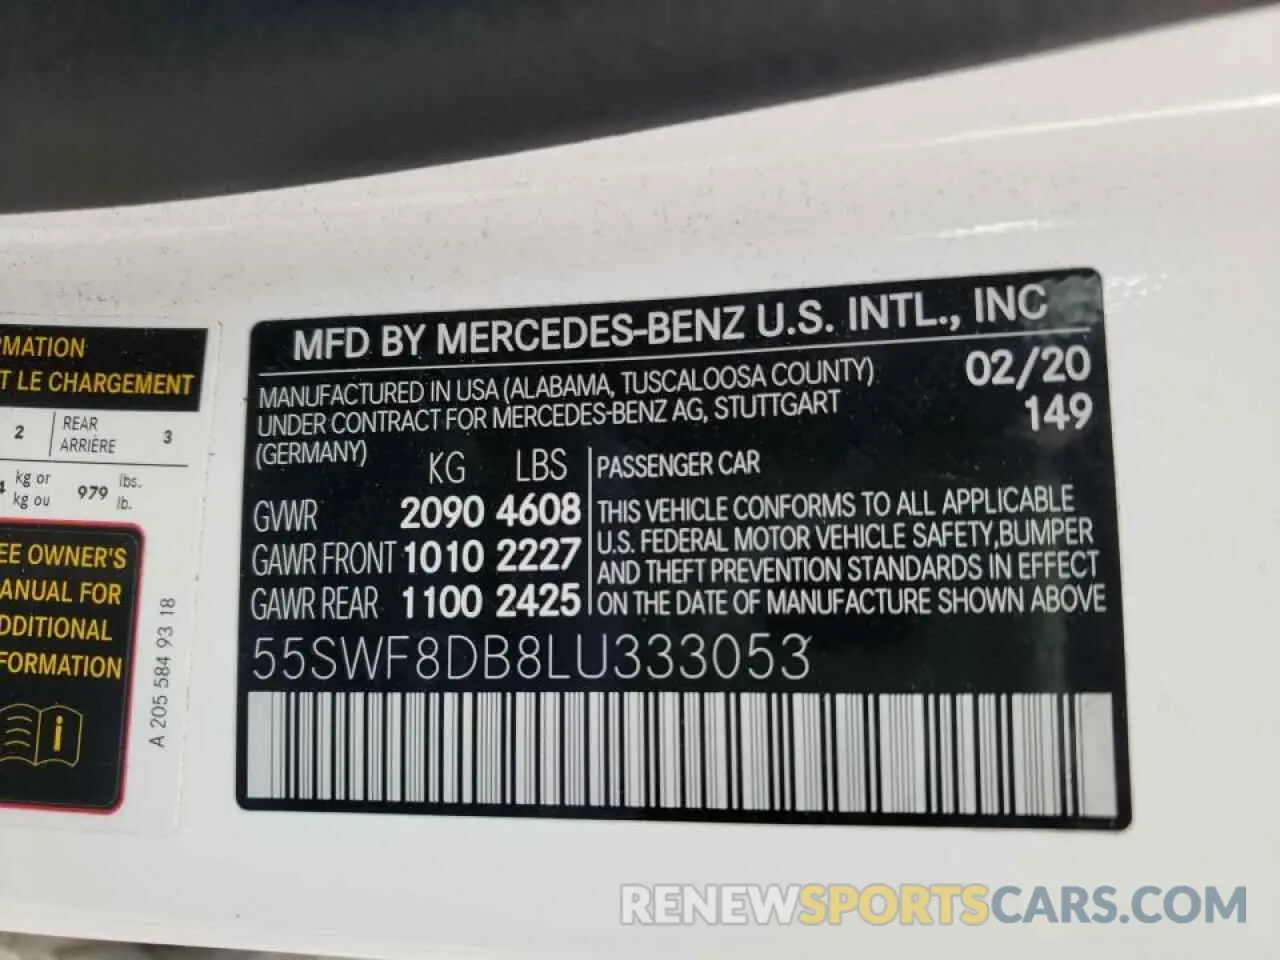 RMATION
T LE CHARGEMENT
2 REAR ARRIÈRE 3
4 kg or kg ou 979 lbs. lb.
EE OWNER'S
ANUAL FOR
DDITIONAL
FORMATION
i
A 205 584 93 18
MFD BY MERCEDES-BENZ U.S. INTL., INC
MANUFACTURED IN USA (ALABAMA, TUSCALOOSA COUNTY) 02/20
UNDER CONTRACT FOR MERCEDES-BENZ AG, STUTTGART 149
(GERMANY)
KG LBS
GVWR 2090 4608
GAWR FRONT 1010 2227
GAWR REAR 1100 2425
PASSENGER CAR
THIS VEHICLE CONFORMS TO ALL APPLICABLE
U.S. FEDERAL MOTOR VEHICLE SAFETY, BUMPER
AND THEFT PREVENTION STANDARDS IN EFFECT
ON THE DATE OF MANUFACTURE SHOWN ABOVE
55SWF8DB8LU333053
RENEWSPORTSCARS.COM